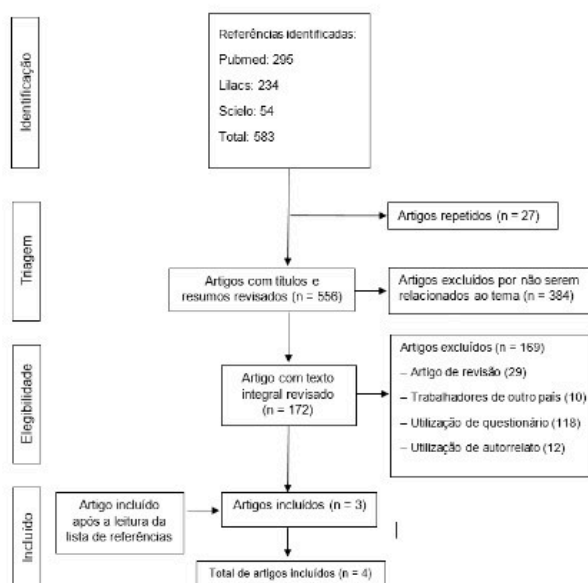 Identificação
Referências identificadas:
Pubmed: 295
Lilacs: 234
Scielo: 54
Total: 583
Triagem
Artigos repetidos (n = 27)
Artigos com títulos e
resumos revisados (n = 556)
Artigos excluídos por não serem
relacionados ao tema (n = 384)
Elegibilidade
Artigo com texto
integral revisado
(n = 172)
Artigos excluídos (n = 169)
– Artigo de revisão (29)
– Trabalhadores de outro país (10)
– Utilização de questionário (118)
– Utilização de autorrelato (12)
Incluído
Artigo incluído
após a leitura da
lista de referências
Artigos incluídos (n = 3)
Total de artigos incluídos (n = 4)